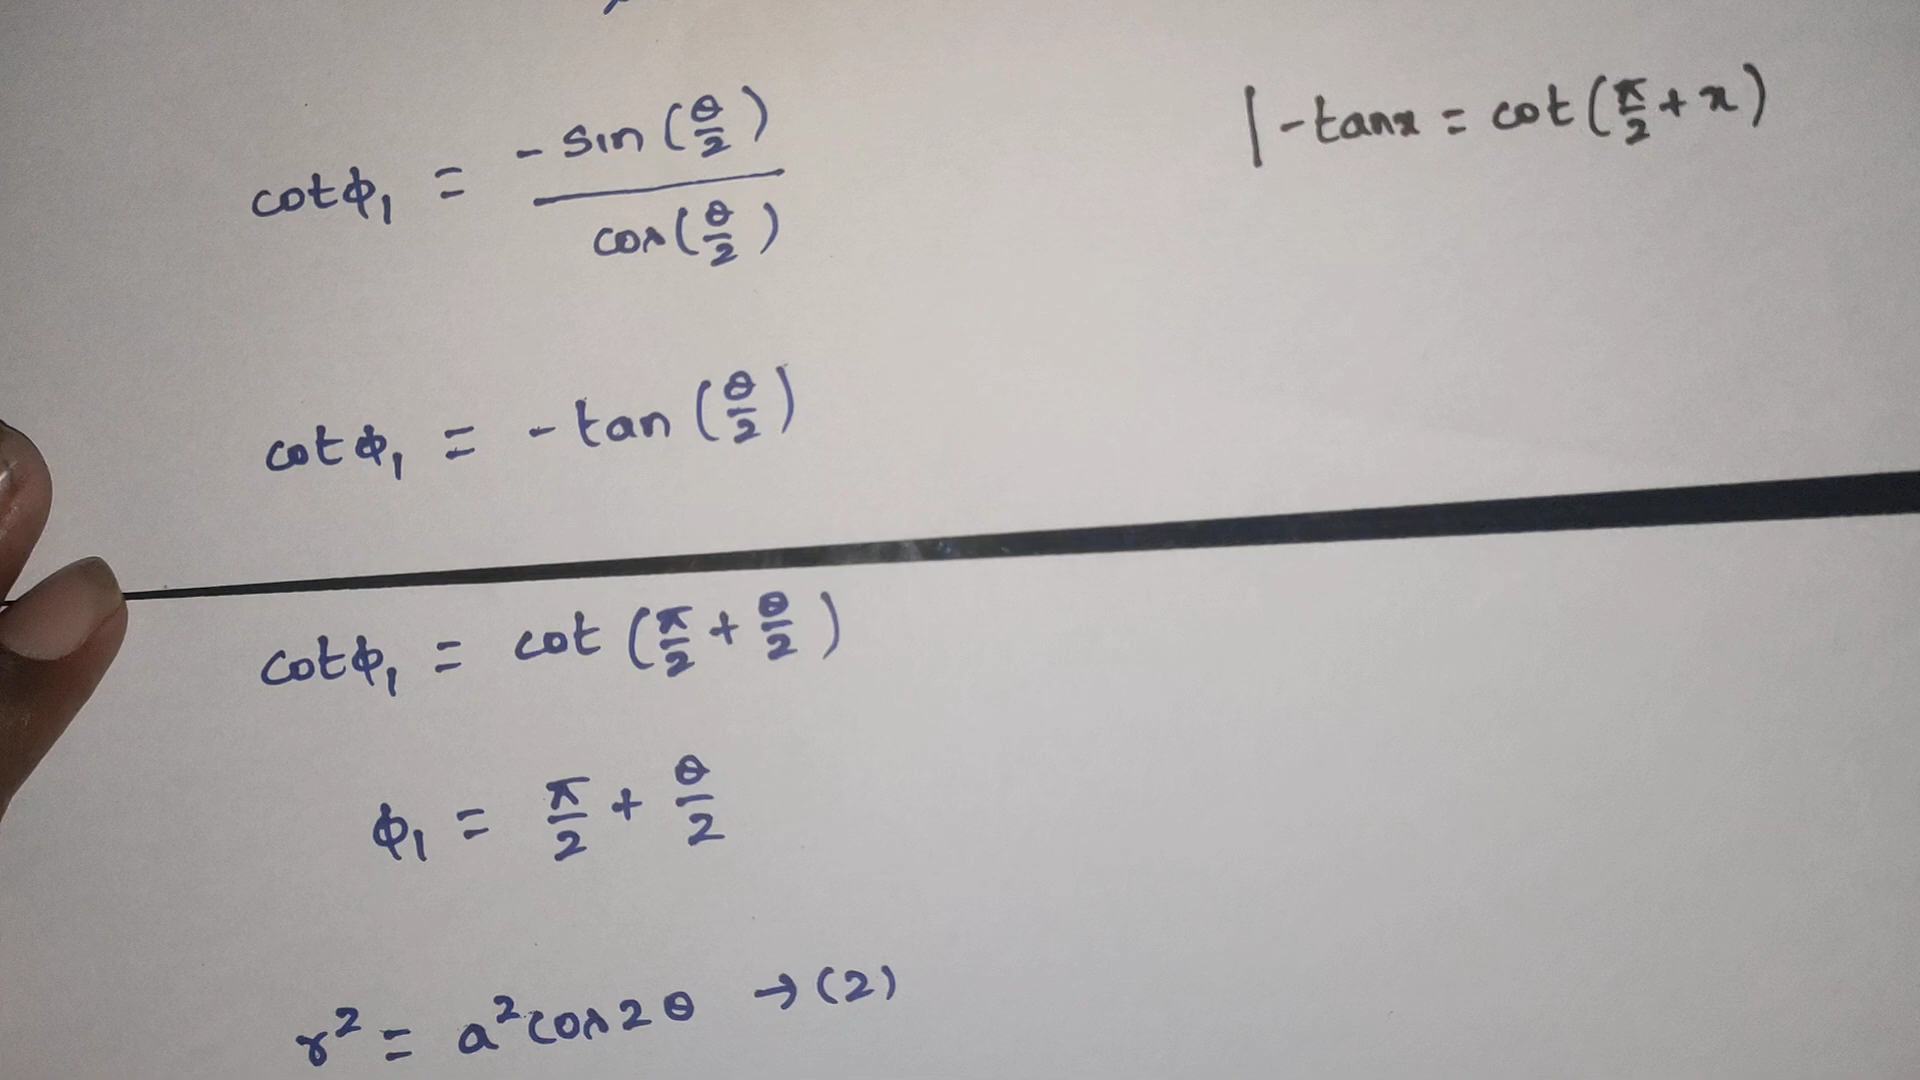 cotϕ₁ = -sin(θ/2) / cos(θ/2)
| -tanx = cot(π/2 + x)
cotϕ₁ = -tan(θ/2)
cotϕ₁ = cot(π/2 + θ/2)
ϕ₁ = π/2 + θ/2
r² = a²cos2θ → (2)